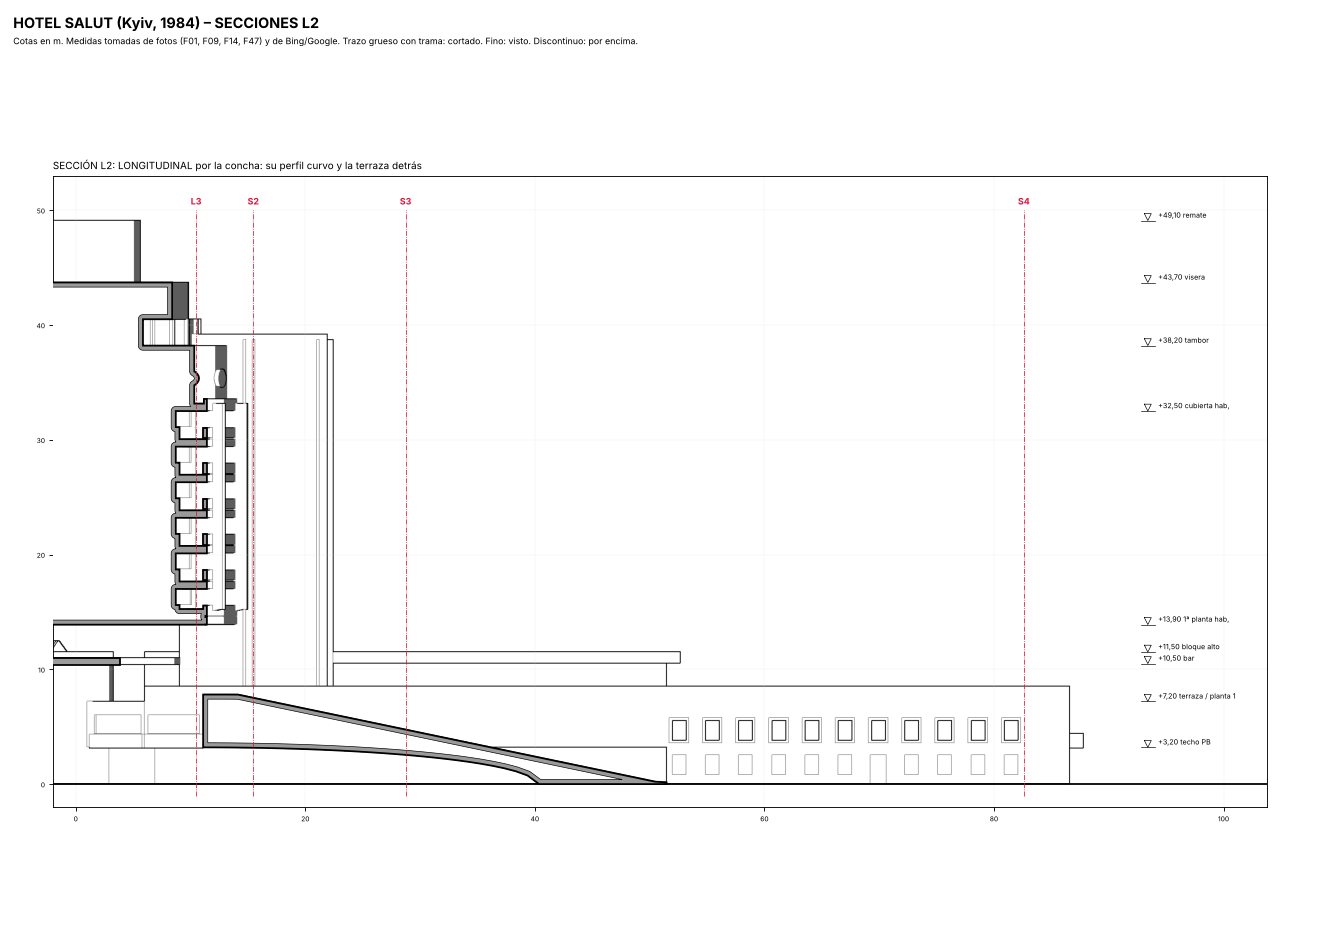 HOTEL SALUT (Kyiv, 1984) – SECCIONES L2
Cotas en m. Medidas tomadas de fotos (F01, F09, F14, F47) y de Bing/Google. Trazo grueso con trama: cortado. Fino: visto. Discontinuo: por encima.
SECCIÓN L2: LONGITUDINAL por la concha: su perfil curvo y la terraza detrás
L3 S2 S3 S4
50
+49,10 remate
+43,70 visera
40
+38,20 tambor
+32,50 cubierta hab,
30
20
+13,90 1ª planta hab,
+11,50 bloque alto
+10,50 bar
10
+7,20 terraza / planta 1
+3,20 techo PB
0
0 20 40 60 80 100